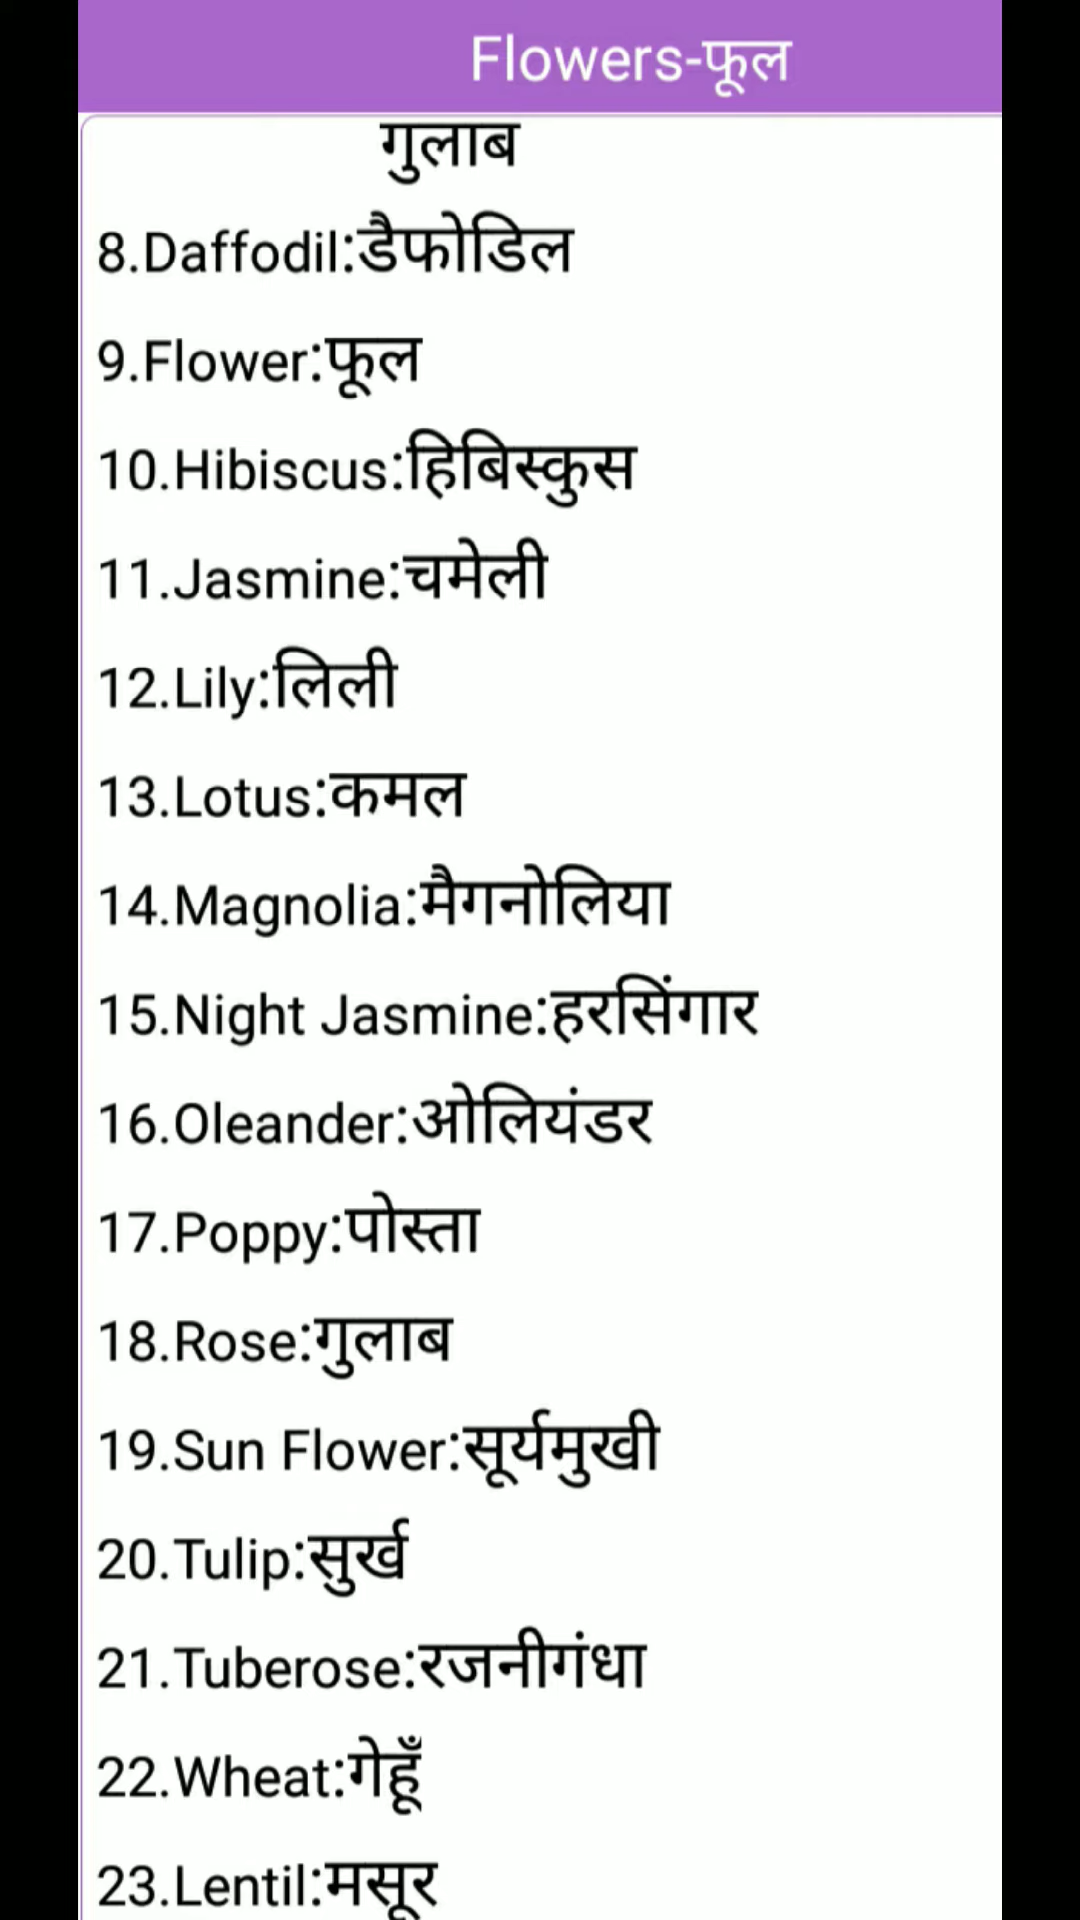 Flowers-फूल
गुलाब
8.Daffodil:डैफोडिल
9.Flower:फूल
10.Hibiscus:हिबिस्कुस
11.Jasmine:चमेली
12.Lily:लिली
13.Lotus:कमल
14.Magnolia:मैगनोलिया
15.Night Jasmine:हरसिंगार
16.Oleander:ओलियंडर
17.Poppy:पोस्ता
18.Rose:गुलाब
19.Sun Flower:सूर्यमुखी
20.Tulip:सुर्ख
21.Tuberose:रजनीगंधा
22.Wheat:गेहूँ
23.Lentil:मसूर